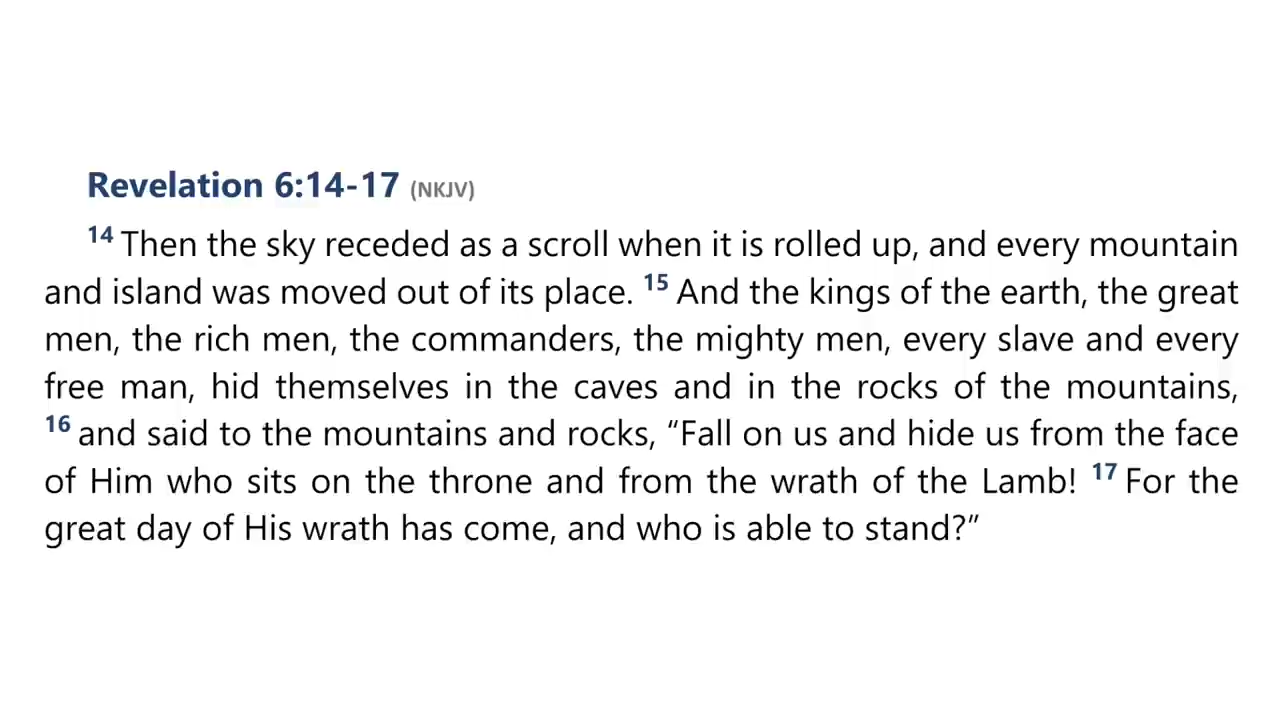 Revelation 6:14-17 (NKJV)
14 Then the sky receded as a scroll when it is rolled up, and every mountain
and island was moved out of its place. 15 And the kings of the earth, the great
men, the rich men, the commanders, the mighty men, every slave and every
free man, hid themselves in the caves and in the rocks of the mountains,
16 and said to the mountains and rocks, “Fall on us and hide us from the face
of Him who sits on the throne and from the wrath of the Lamb! 17 For the
great day of His wrath has come, and who is able to stand?”